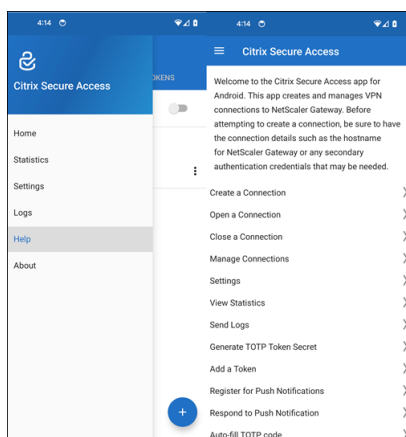 4:14
Citrix Secure Access
KENS
Home
Statistics
Settings
Logs
Help
About
+
4:14
Citrix Secure Access
Welcome to the Citrix Secure Access app for
Android. This app creates and manages VPN
connections to NetScaler Gateway. Before
attempting to create a connection, be sure to have
the connection details such as the hostname
for NetScaler Gateway or any secondary
authentication credentials that may be needed.
Create a Connection
Open a Connection
Close a Connection
Manage Connections
Settings
View Statistics
Send Logs
Generate TOTP Token Secret
Add a Token
Register for Push Notifications
Respond to Push Notification
Auto-fill TOTP code